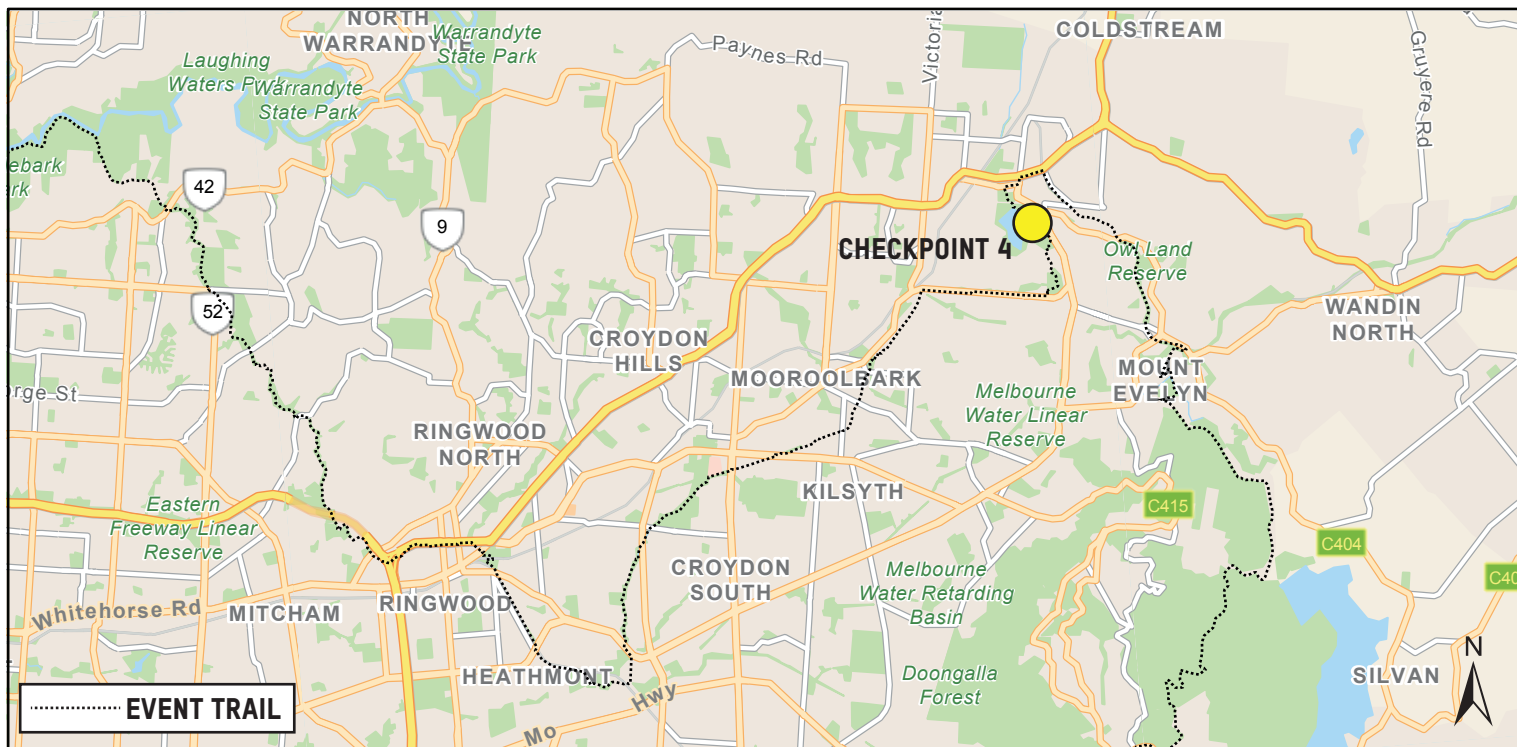 NORTH
WARRANDYTE
Warrandyte
State Park
Laughing
Waters Park
Warrandyte
State Park
Paynes Rd
Victoria
COLDSTREAM
Gruyere Rd
ebark
ark
42
9
52
CHECKPOINT 4
Owl Land
Reserve
WANDIN
NORTH
CROYDON
HILLS
MOOROOLBARK
MOUNT
EVELYN
orge St
Melbourne
Water Linear
Reserve
RINGWOOD
NORTH
KILSYTH
Eastern
Freeway Linear
Reserve
C415
C404
C40
CROYDON
SOUTH
Melbourne
Water Retarding
Basin
Whitehorse Rd
MITCHAM
RINGWOOD
HEATHMONT
Doongalla
Forest
SILVAN
N
Mo
Hwy
EVENT TRAIL